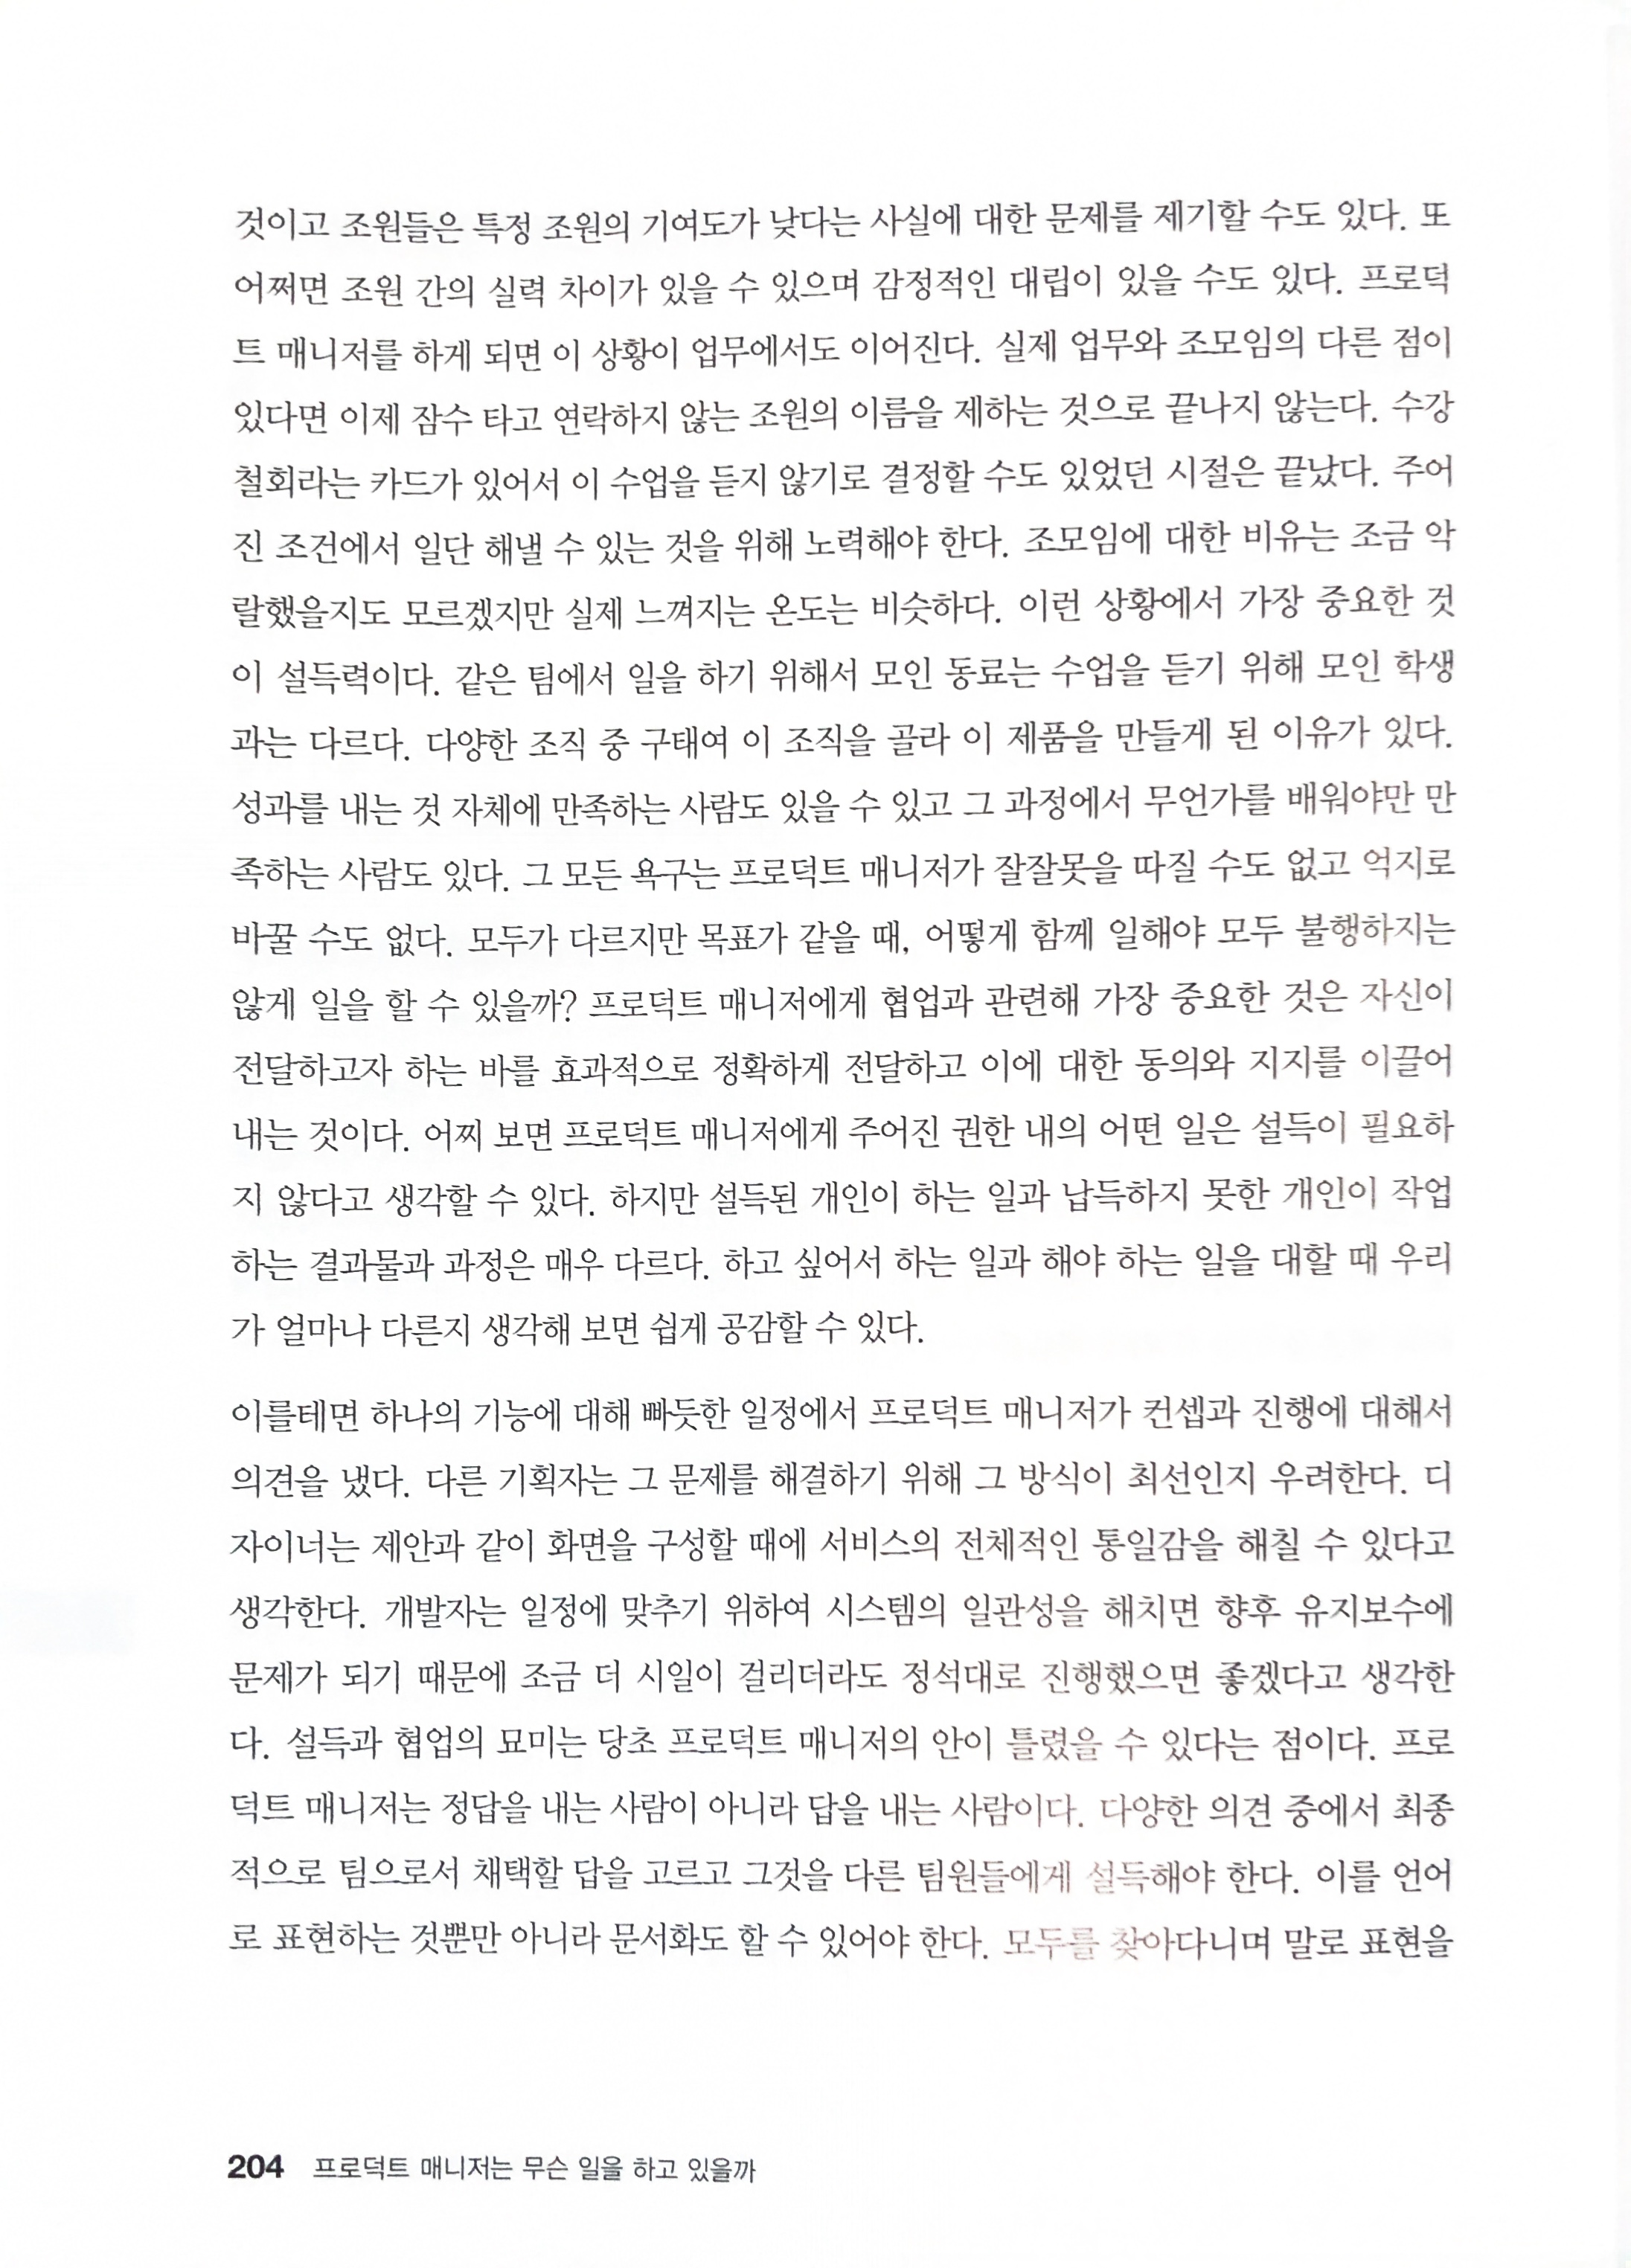 것이고 조원들은 특정 조원의 기여도가 낮다는 사실에 대한 문제를 제기할 수도 있다. 또
어쩌면 조원 간의 실력 차이가 있을 수 있으며 감정적인 대립이 있을 수도 있다. 프로덕
트 매니저를 하게 되면 이 상황이 업무에서도 이어진다. 실제 업무와 조모임의 다른 점이
있다면 이제 잠수 타고 연락하지 않는 조원의 이름을 제하는 것으로 끝나지 않는다. 수강
철회라는 카드가 있어서 이 수업을 듣지 않기로 결정할 수도 있었던 시절은 끝났다. 주어
진 조건에서 일단 해낼 수 있는 것을 위해 노력해야 한다. 조모임에 대한 비유는 조금 악
랄했을지도 모르겠지만 실제 느껴지는 온도는 비슷하다. 이런 상황에서 가장 중요한 것
이 설득력이다. 같은 팀에서 일을 하기 위해서 모인 동료는 수업을 듣기 위해 모인 학생
과는 다르다. 다양한 조직 중 구태여 이 조직을 골라 이 제품을 만들게 된 이유가 있다.
성과를 내는 것 자체에 만족하는 사람도 있을 수 있고 그 과정에서 무언가를 배워야만 만
족하는 사람도 있다. 그 모든 욕구는 프로덕트 매니저가 잘잘못을 따질 수도 없고 억지로
바꿀 수도 없다. 모두가 다르지만 목표가 같을 때, 어떻게 함께 일해야 모두 불행하지는
않게 일을 할 수 있을까? 프로덕트 매니저에게 협업과 관련해 가장 중요한 것은 자신이
전달하고자 하는 바를 효과적으로 정확하게 전달하고 이에 대한 동의와 지지를 이끌어
내는 것이다. 어찌 보면 프로덕트 매니저에게 주어진 권한 내의 어떤 일은 설득이 필요하
지 않다고 생각할 수 있다. 하지만 설득된 개인이 하는 일과 납득하지 못한 개인이 작업
하는 결과물과 과정은 매우 다르다. 하고 싶어서 하는 일과 해야 하는 일을 대할 때 우리
가 얼마나 다른지 생각해 보면 쉽게 공감할 수 있다.
이를테면 하나의 기능에 대해 빠듯한 일정에서 프로덕트 매니저가 컨셉과 진행에 대해서
의견을 냈다. 다른 기획자는 그 문제를 해결하기 위해 그 방식이 최선인지 우려한다. 디
자이너는 제안과 같이 화면을 구성할 때에 서비스의 전체적인 통일감을 해칠 수 있다고
생각한다. 개발자는 일정에 맞추기 위하여 시스템의 일관성을 해치면 향후 유지보수에
문제가 되기 때문에 조금 더 시일이 걸리더라도 정석대로 진행했으면 좋겠다고 생각한
다. 설득과 협업의 묘미는 당초 프로덕트 매니저의 안이 틀렸을 수 있다는 점이다. 프로
덕트 매니저는 정답을 내는 사람이 아니라 답을 내는 사람이다. 다양한 의견 중에서 최종
적으로 팀으로서 채택할 답을 고르고 그것을 다른 팀원들에게 설득해야 한다. 이를 언어
로 표현하는 것뿐만 아니라 문서화도 할 수 있어야 한다. 모두를 찾아다니며 말로 표현을
204 프로덕트 매니저는 무슨 일을 하고 있을까